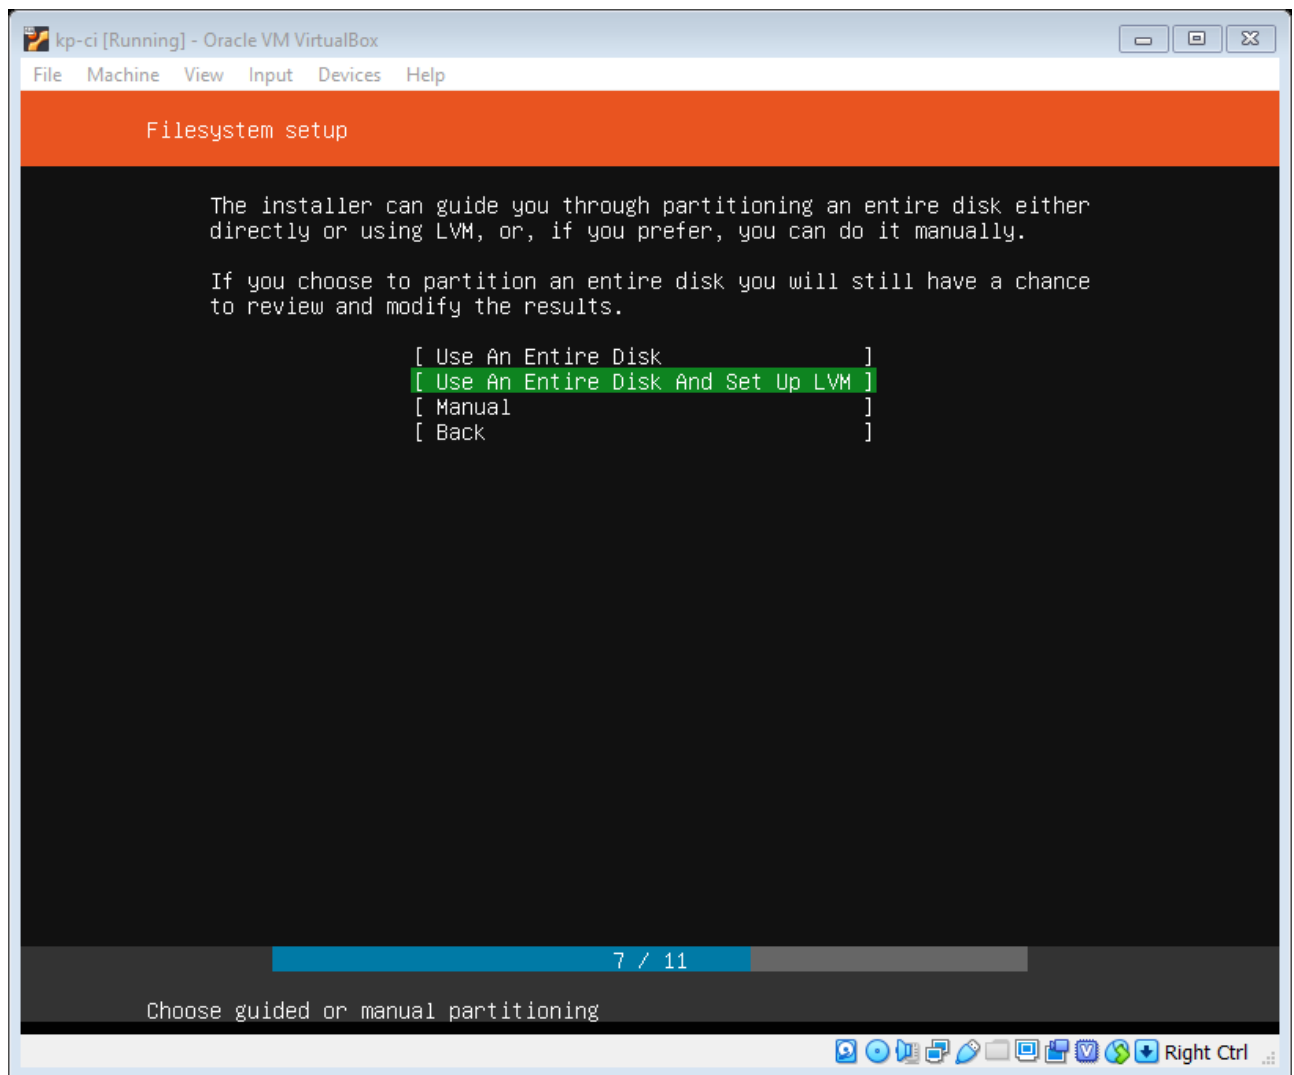 kp-ci [Running] - Oracle VM VirtualBox
File Machine View Input Devices Help
Filesystem setup
The installer can guide you through partitioning an entire disk either
directly or using LVM, or, if you prefer, you can do it manually.
If you choose to partition an entire disk you will still have a chance
to review and modify the results.
[ Use An Entire Disk ]
[ Use An Entire Disk And Set Up LVM ]
[ Manual ]
[ Back ]
7 / 11
Choose guided or manual partitioning
Right Ctrl